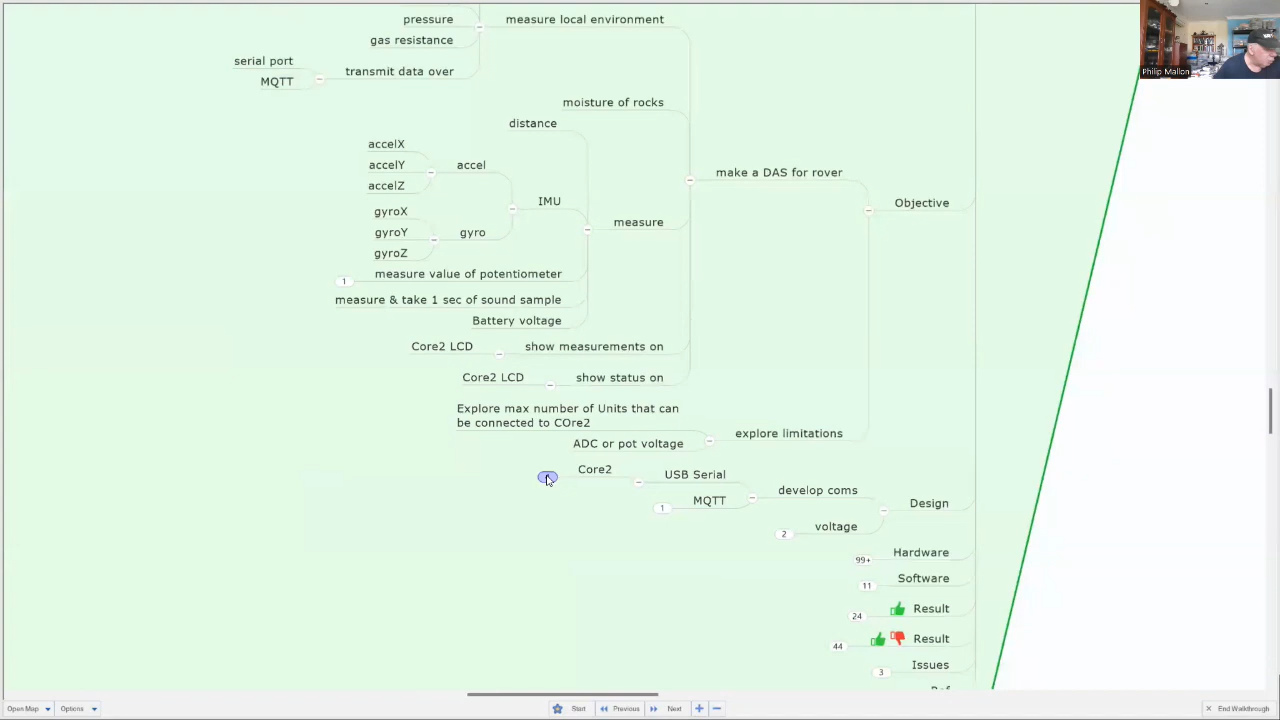 pressure
measure local environment
gas resistance
serial port
transmit data over
MQTT
Philip Mallon
moisture of rocks
distance
accelX
accelY
accel
accelZ
make a DAS for rover
IMU
Objective
gyroX
gyroY
gyro
measure
gyroZ
1
measure value of potentiometer
measure & take 1 sec of sound sample
Battery voltage
Core2 LCD
show measurements on
Core2 LCD
show status on
Explore max number of Units that can
be connected to COre2
explore limitations
ADC or pot voltage
Core2
USB Serial
develop coms
1
MQTT
Design
2
voltage
99+
Hardware
11
Software
24
Result
44
Result
3
Issues
Open Map
Options
Start
Previous
Next
End Walkthrough